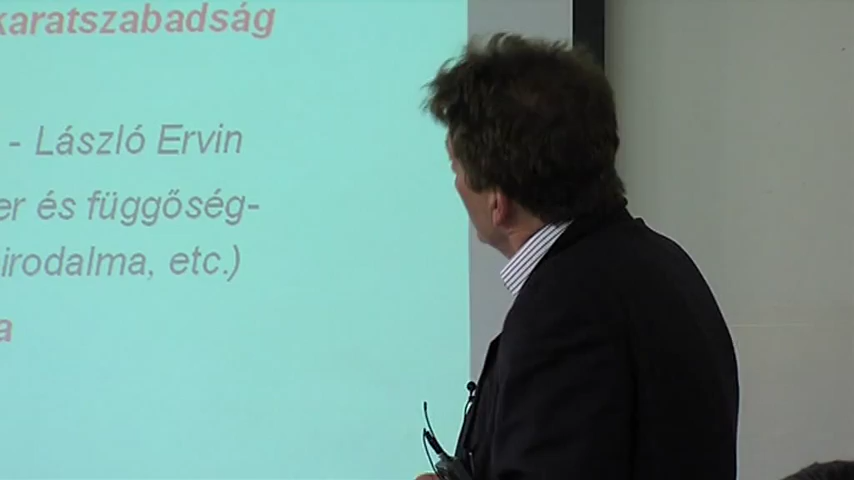 karatszabadság
- László Ervin
er és függőség-
irodalma, etc.)
a